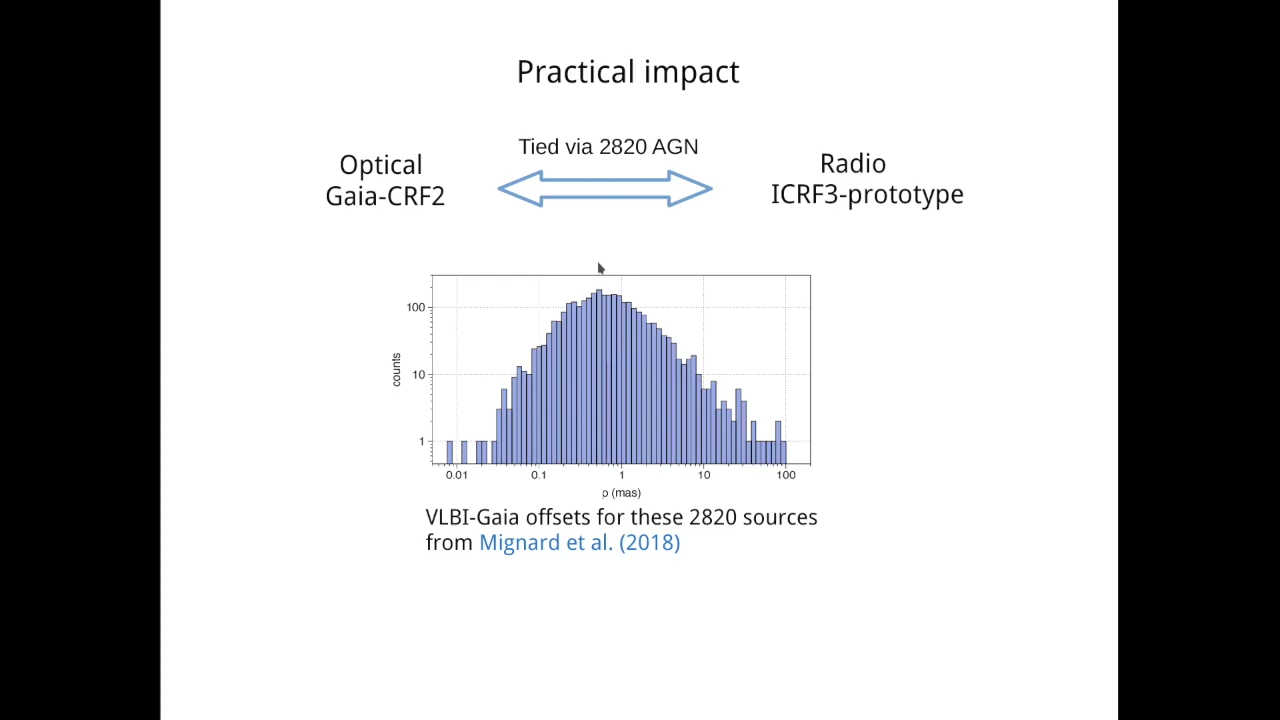 Practical impact
Tied via 2820 AGN
Optical
Gaia-CRF2
Radio
ICRF3-prototype
100
10
1
counts
0.01 0.1 1 10 100
ρ (mas)
VLBI-Gaia offsets for these 2820 sources
from Mignard et al. (2018)